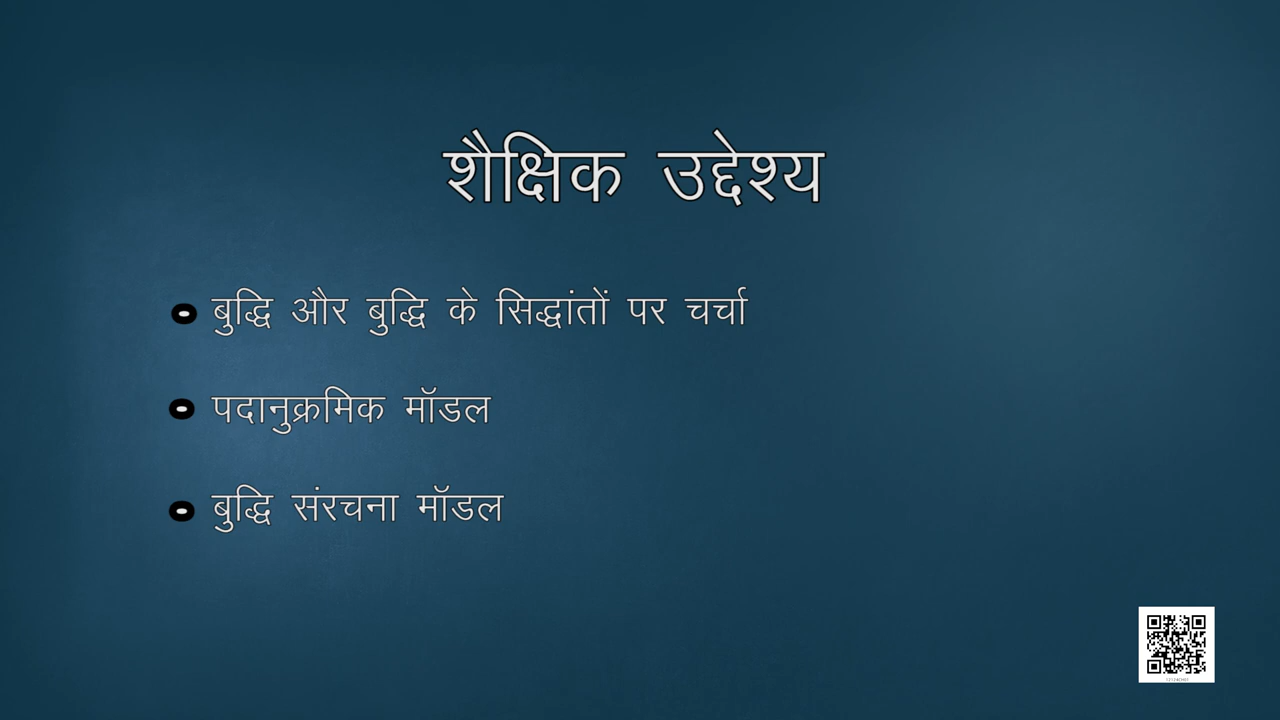 शैक्षिक उद्देश्य
बुद्धि और बुद्धि के सिद्धांतों पर चर्चा
पदानुक्रमिक मॉडल
बुद्धि संरचना मॉडल